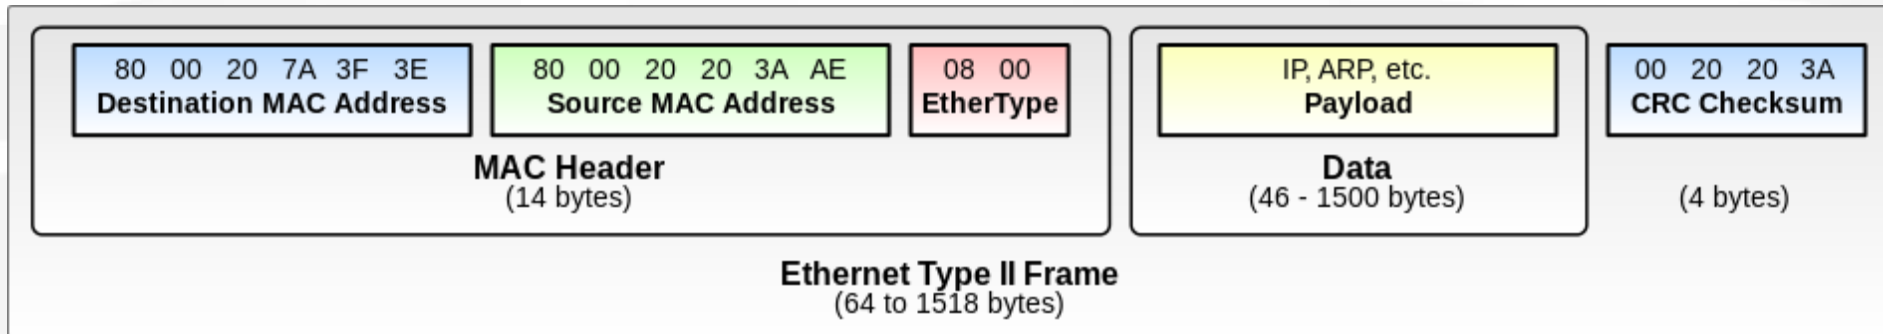 80 00 20 7A 3F 3E
Destination MAC Address
80 00 20 20 3A AE
Source MAC Address
08 00
EtherType
MAC Header
(14 bytes)
IP, ARP, etc.
Payload
Data
(46 - 1500 bytes)
00 20 20 3A
CRC Checksum
(4 bytes)
Ethernet Type II Frame
(64 to 1518 bytes)